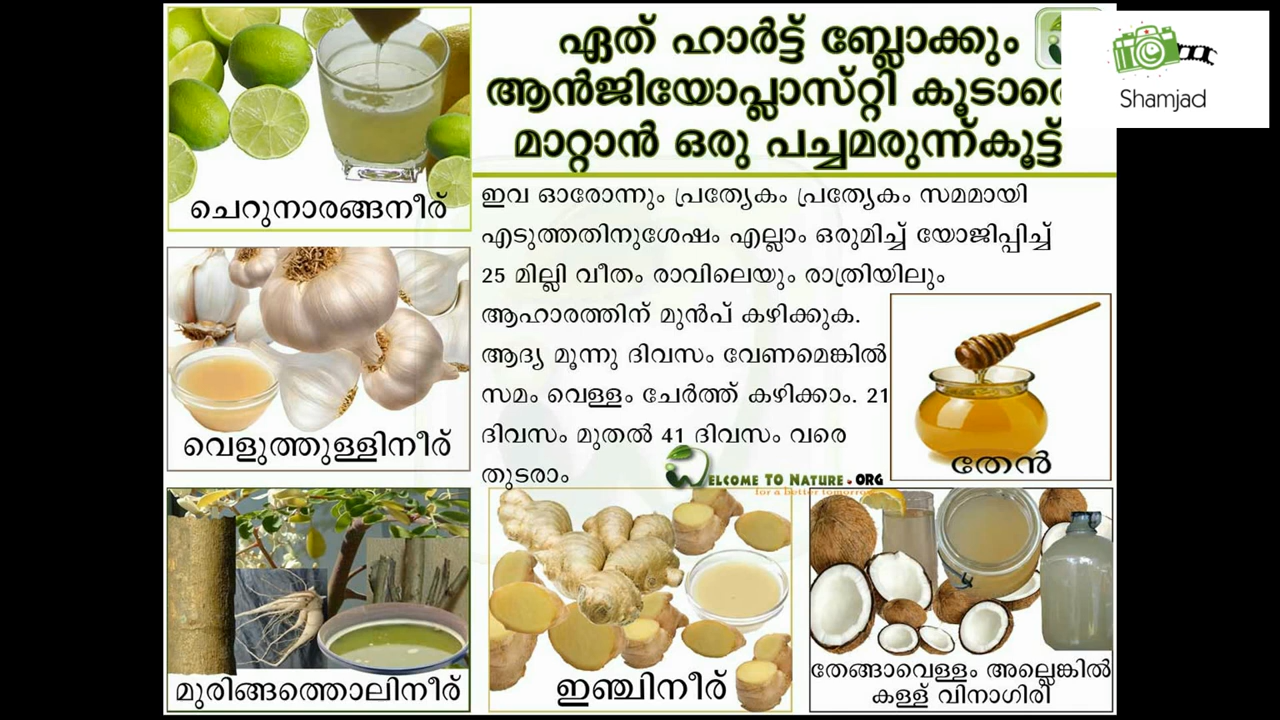 ഏത് ഹാർട്ട് ബ്ലോക്കും
ആൻജിയോപ്ലാസ്റ്റി കൂടാതെ
മാറ്റാൻ ഒരു പച്ചമരുന്ന്കൂട്ട്
Shamjad
ചെറുനാരങ്ങനീര്
ഇവ ഓരോന്നും പ്രത്യേകം പ്രത്യേകം സമമായി
എടുത്തതിനുശേഷം എല്ലാം ഒരുമിച്ച് യോജിപ്പിച്ച്
25 മില്ലി വീതം രാവിലെയും രാത്രിയിലും
ആഹാരത്തിന് മുൻപ് കഴിക്കുക.
ആദ്യ മൂന്നു ദിവസം വേണമെങ്കിൽ
സമം വെള്ളം ചേർത്ത് കഴിക്കാം. 21
ദിവസം മുതൽ 41 ദിവസം വരെ
തുടരാം
വെളുത്തുള്ളിനീര്
തേൻ
WELCOME TO NATURE.ORG
for a better tomorrow
മുരിങ്ങത്തൊലിനീര്
ഇഞ്ചിനീര്
തേങ്ങാവെള്ളം അല്ലെങ്കിൽ
കള്ള് വിനാഗിരി